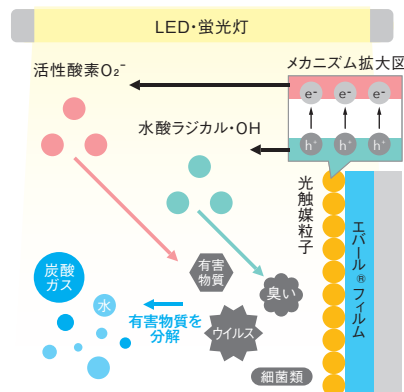 LED・蛍光灯
メカニズム拡大図
活性酸素O₂⁻
e⁻ e⁻ e⁻
水酸ラジカル・OH
h⁺ h⁺ h⁺
光触媒粒子
エバール®フィルム
有害
物質
炭酸
ガス
臭い
水
有害物質を
分解
ウイルス
細菌類